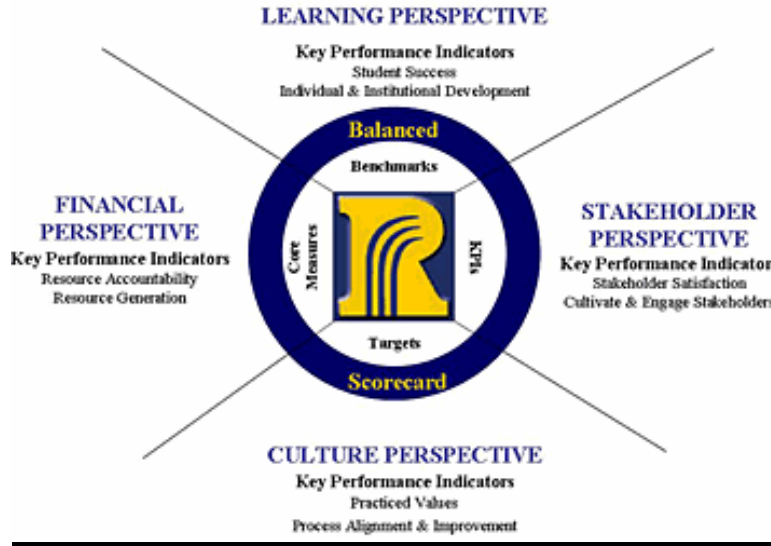 LEARNING PERSPECTIVE
Key Performance Indicators
Student Success
Individual & Institutional Development
Balanced
Benchmarks
FINANCIAL
PERSPECTIVE
Key Performance Indicators
Resource Accountability
Resource Generation
Core
Measures
R
KPIs
STAKEHOLDER
PERSPECTIVE
Key Performance Indicator
Stakeholder Satisfaction
Cultivate & Engage Stakeholders
Targets
Scorecard
CULTURE PERSPECTIVE
Key Performance Indicators
Practiced Values
Process Alignment & Improvement